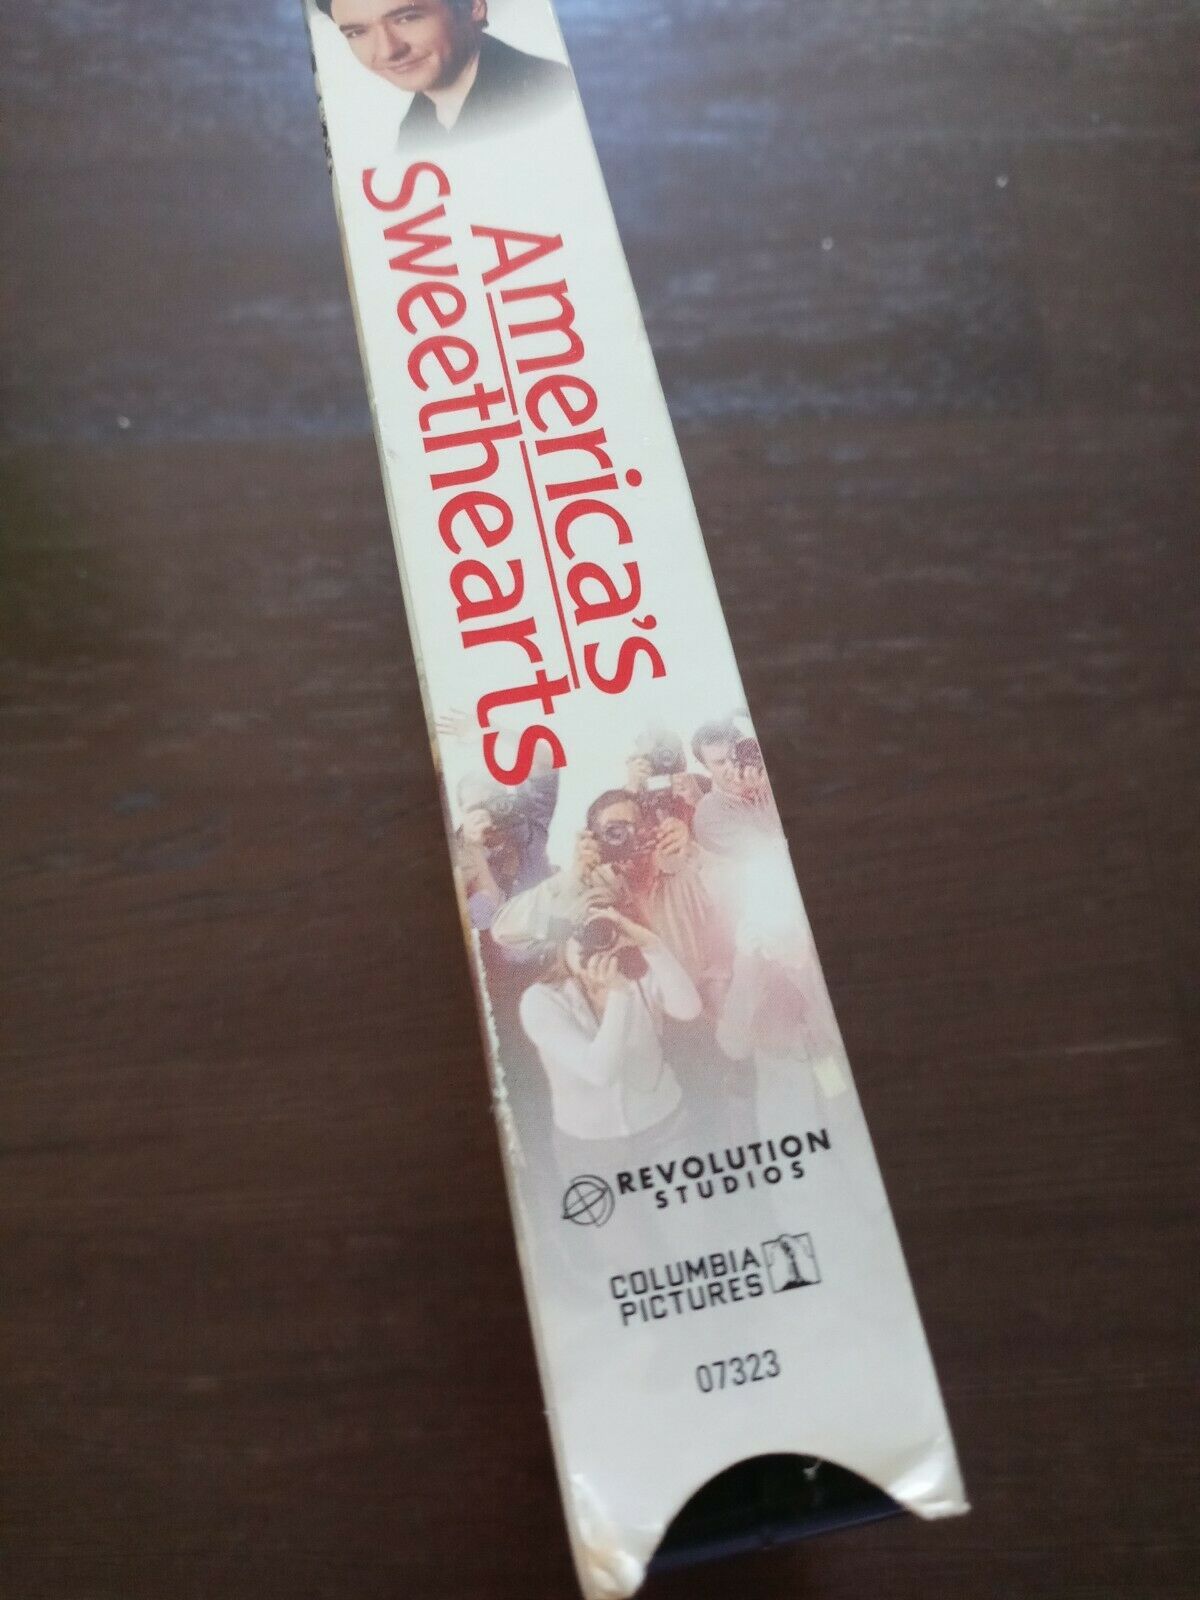 America's
sweethearts
REVOLUTION
STUDIOS
COLUMBIA
PICTURES
07323